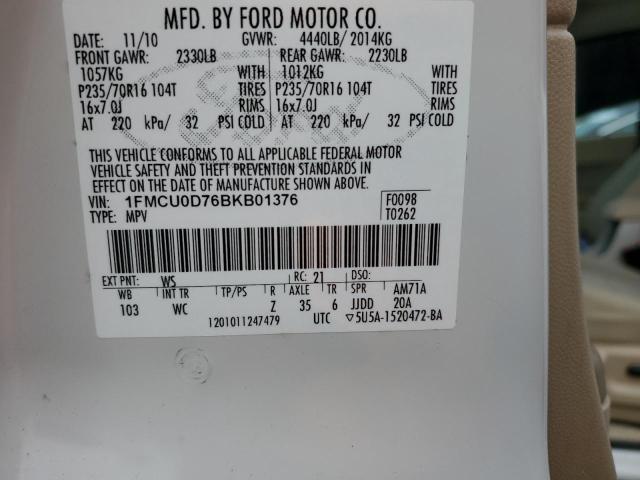 MFD. BY FORD MOTOR CO.
DATE: 11/10 GVWR: 4440LB/ 2014KG
FRONT GAWR: 2330LB REAR GAWR: 2230LB
1057KG 1012KG
P235/70R16 104T TIRES P235/70R16 104T TIRES
16x7.0J RIMS 16x7.0J RIMS
AT 220 kPa/ 32 PSI COLD AT 220 kPa/ 32 PSI COLD
THIS VEHICLE CONFORMS TO ALL APPLICABLE FEDERAL MOTOR
VEHICLE SAFETY AND THEFT PREVENTION STANDARDS IN
EFFECT ON THE DATE OF MANUFACTURE SHOWN ABOVE.
VIN: 1FMCU0D76BKB01376 F0098
TYPE: MPV T0262
EXT PNT: WS RC: 21 DSO:
WB INT TR TP/PS R AXLE TR SPR AM71A
103 WC Z 35 6 JJDD 20A
1201011247479 UTC ▽5U5A-1520472-BA